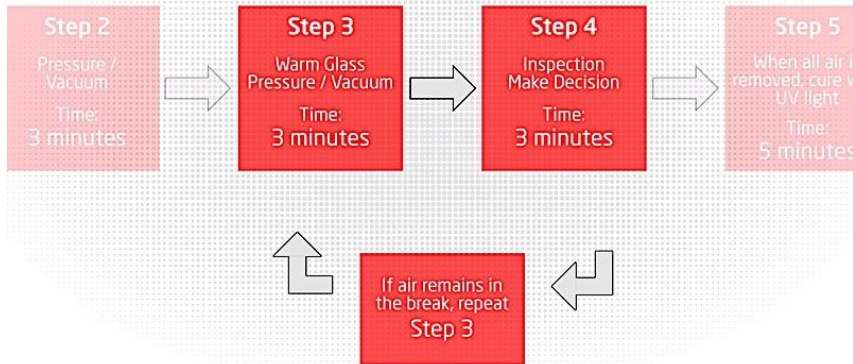 Step 2
Pressure /
Vacuum
Time:
3 minutes
Step 3
Warm Glass
Pressure / Vacuum
Time:
3 minutes
Step 4
Inspection
Make Decision
Time:
3 minutes
Step 5
When all air
removed, cure
UV light
Time:
5 minutes
If air remains in
the break, repeat
Step 3